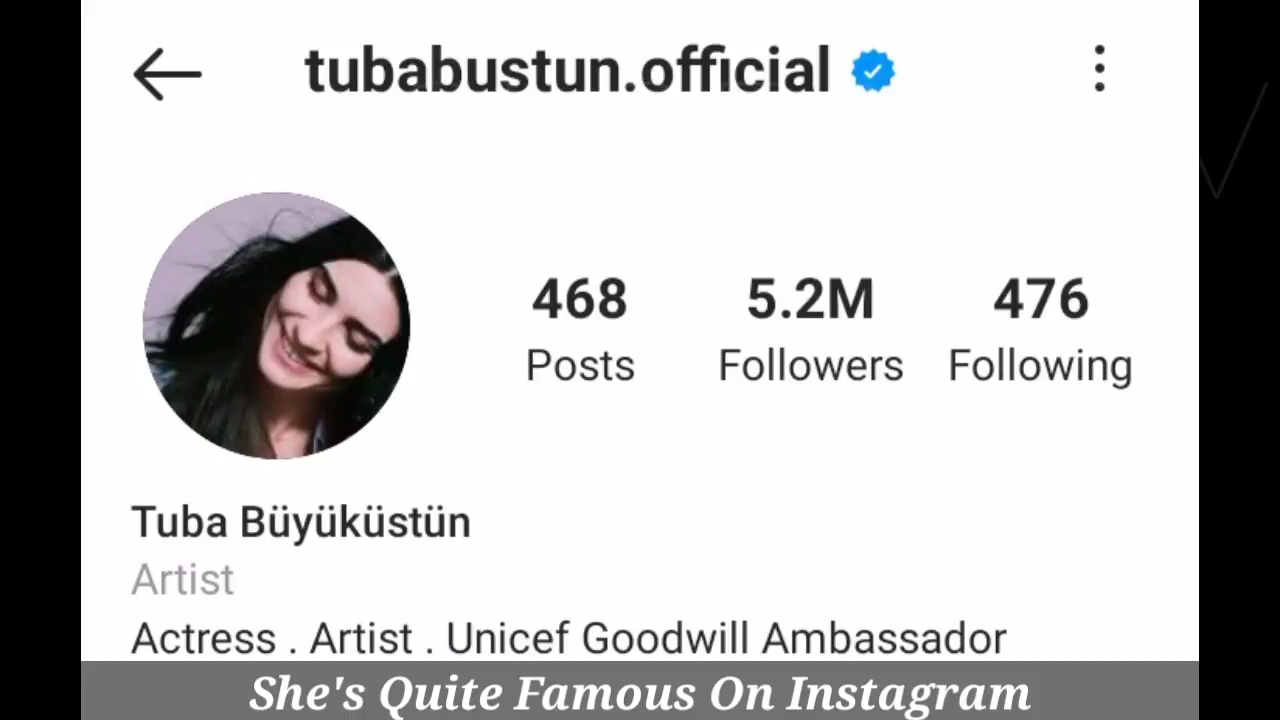 tubabustun.official
468 5.2M 476
Posts Followers Following
Tuba Büyüküstün
Artist
Actress . Artist . Unicef Goodwill Ambassador
She's Quite Famous On Instagram